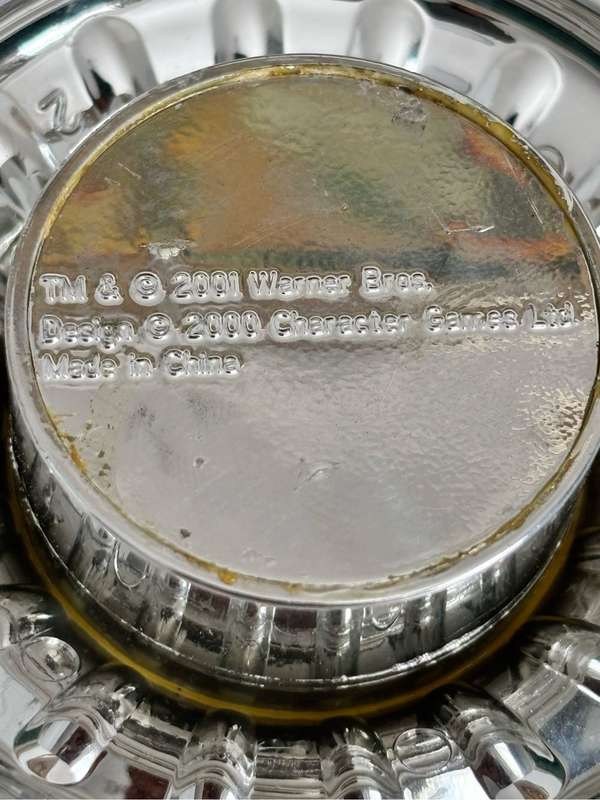 TM & © 2001 Warner Bros.
Design © 2000 Character Games Ltd
Made in China